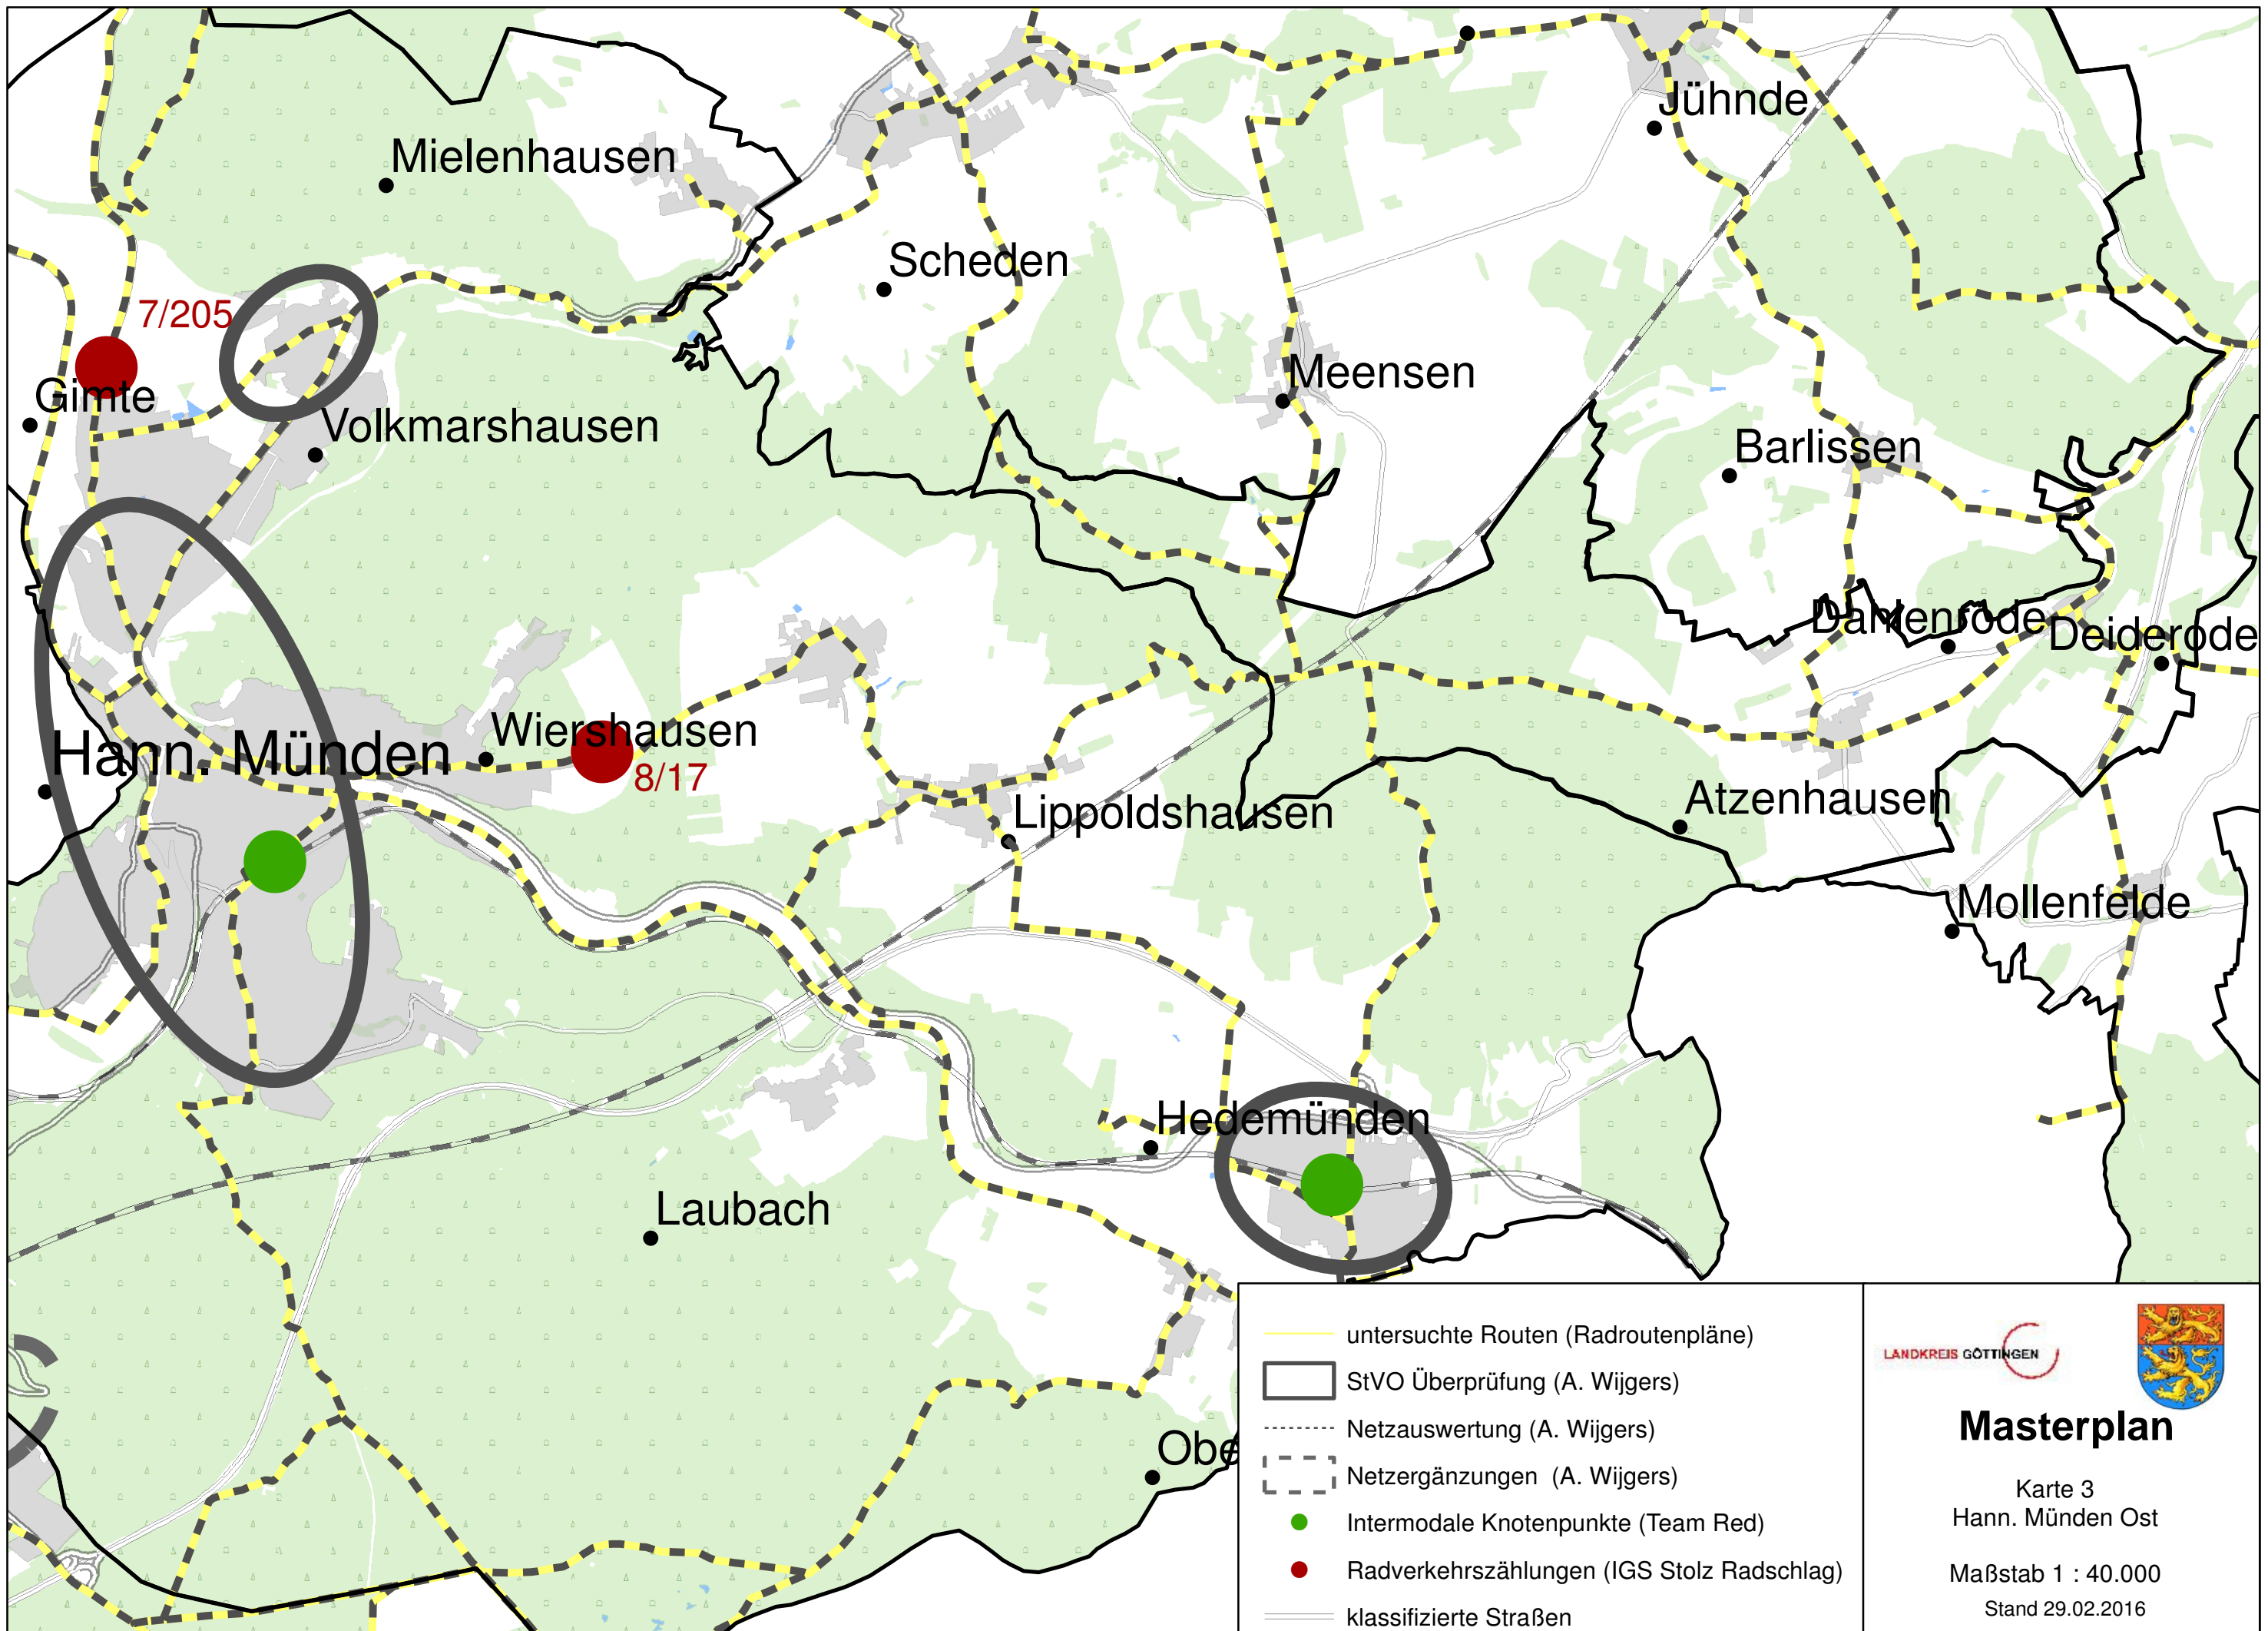 Jühnde
Mielenhausen
Scheden
7/205
Meensen
Gimte
Volkmarshausen
Barlissen
Dahlenrode
Deiderode
Hann. Münden
Wiershausen
8/17
Lippoldshausen
Atzenhausen
Mollenfelde
Hedemünden
Laubach
Obe
untersuchte Routen (Radroutenpläne)
StVO Überprüfung (A. Wijgers)
Netzauswertung (A. Wijgers)
Netzergänzungen (A. Wijgers)
Intermodale Knotenpunkte (Team Red)
Radverkehrszählungen (IGS Stolz Radschlag)
klassifizierte Straßen
LANDKREIS GÖTTINGEN
Masterplan
Karte 3
Hann. Münden Ost
Maßstab 1 : 40.000
Stand 29.02.2016